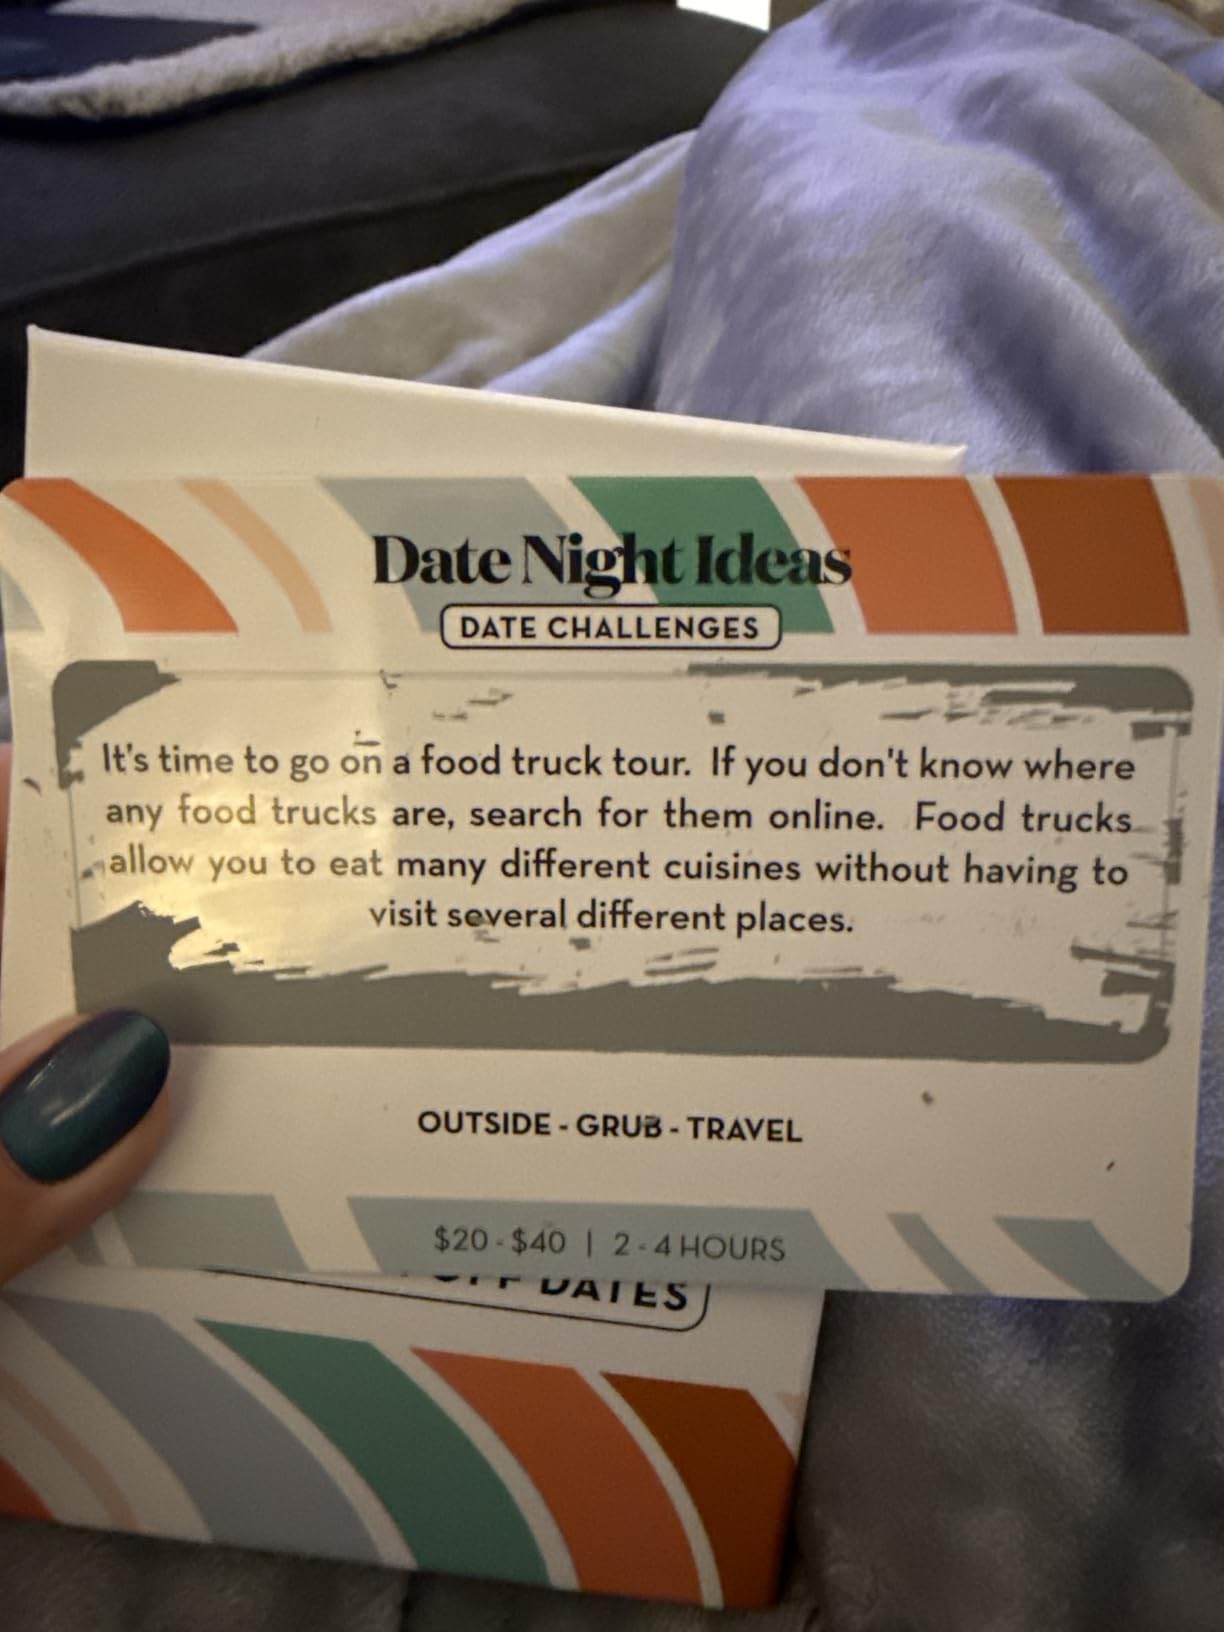 Date Night Ideas
DATE CHALLENGES
It's time to go on a food truck tour. If you don't know where
any food trucks are, search for them online. Food trucks
allow you to eat many different cuisines without having to
visit several different places.
OUTSIDE - GRUB - TRAVEL
$20 - $40 | 2 - 4 HOURS
OFF DATES